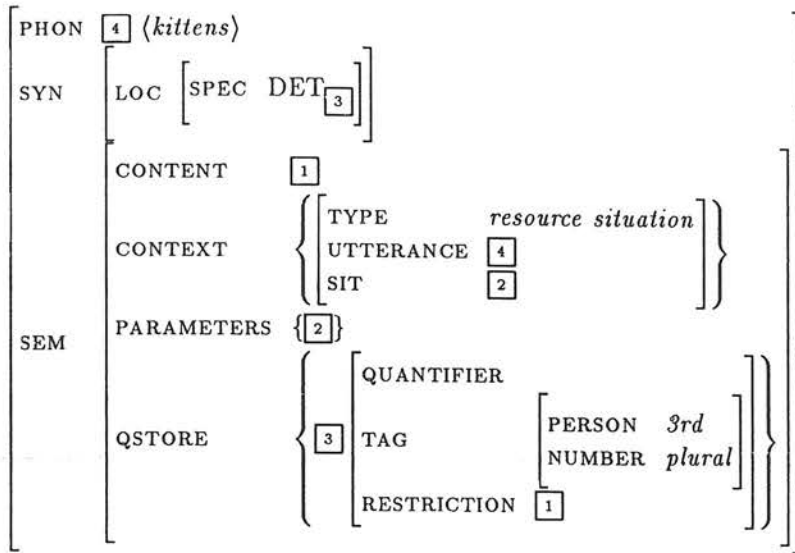 PHON 4 ⟨kittens⟩
SYN LOC SPEC DET 3
CONTENT 1
TYPE resource situation
CONTEXT UTTERANCE 4
SIT 2
PARAMETERS {2}
SEM
QUANTIFIER
PERSON 3rd
QSTORE 3 TAG
NUMBER plural
RESTRICTION 1